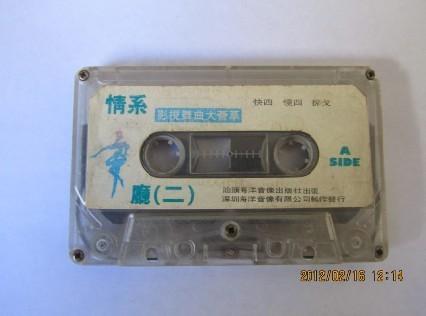 情系
影視舞曲大薈萃
快四 慢四 探戈
舞
廳(二)
A
SIDE
汕頭海洋音像出版社出版
深圳海洋音像有限公司制作發行
2012/02/16 12:14